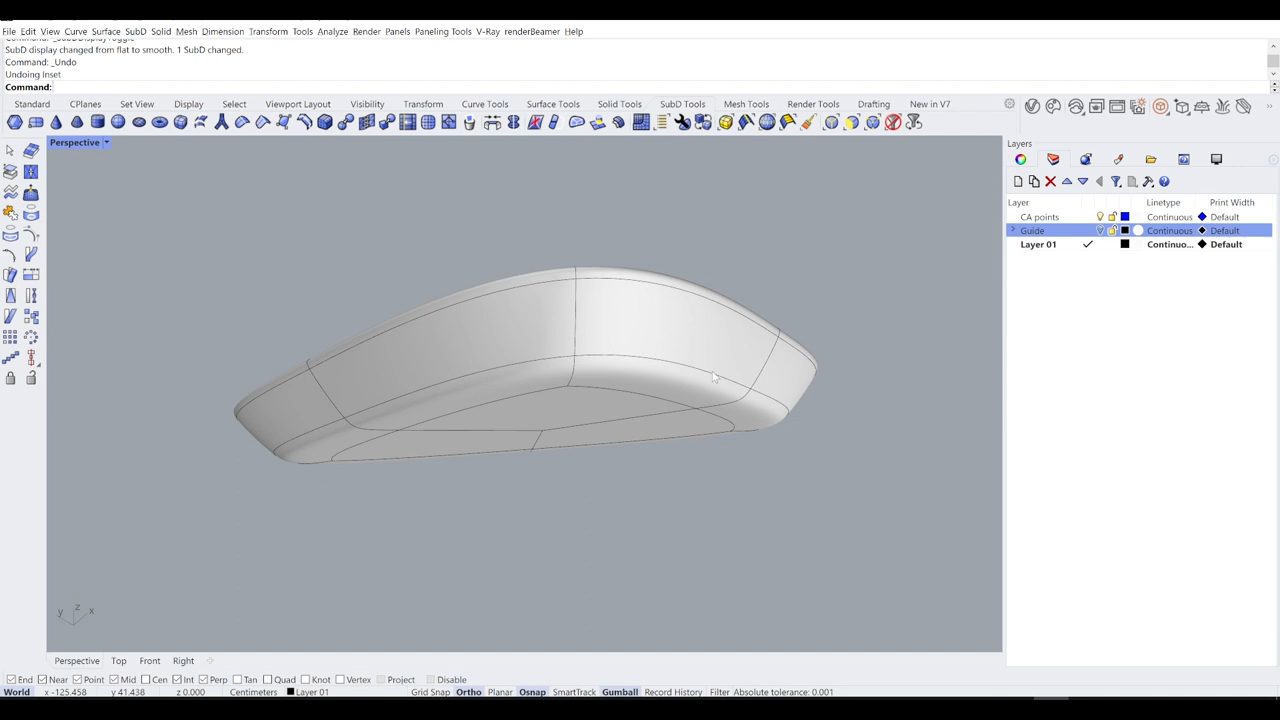 File Edit View Curve Surface SubD Solid Mesh Dimension Transform Tools Analyze Render Panels Paneling Tools V-Ray renderBeamer Help
SubD display changed from flat to smooth. 1 SubD changed.
Command: _Undo
Undoing Inset
Command:
Standard CPlanes Set View Display Select Viewport Layout Visibility Transform Curve Tools Surface Tools Solid Tools SubD Tools Mesh Tools Render Tools Drafting New in V7
Perspective
Layers
Layer Linetype Print Width
CA points Continuous Default
Guide Continuous Default
Layer 01 Continuo... Default
z
y x
Perspective Top Front Right
End Near Point Mid Cen Int Perp Tan Quad Knot Vertex Project Disable
World x -125.458 y 41.438 z 0.000 Centimeters Layer 01 Grid Snap Ortho Planar Osnap SmartTrack Gumball Record History Filter Absolute tolerance: 0.001